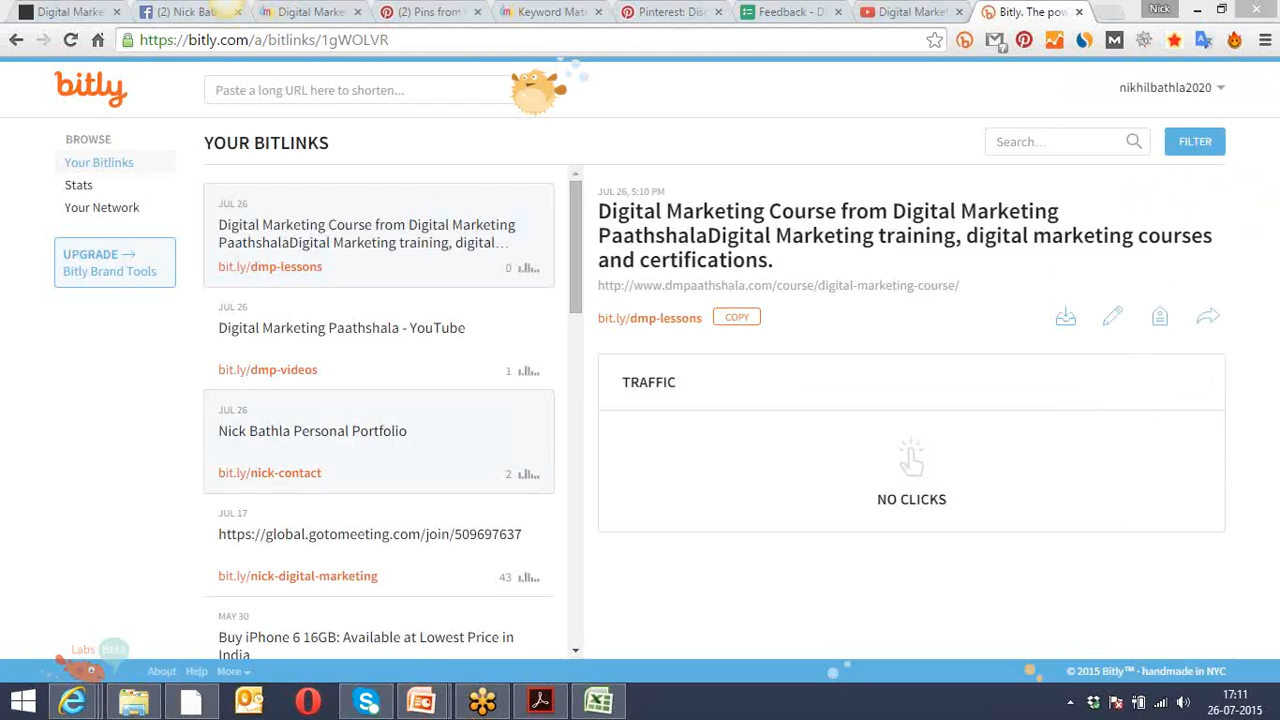 Digital Marke
(2) Nick Bat
Digital Market
(2) Pins from
Keyword Mat
Pinterest: Disc
Feedback - D
Digital Marke
Bitly. The pow
Nick
https://bitly.com/a/bitlinks/1gWOLVR
bitly
Paste a long URL here to shorten...
nikhilbathla2020
BROWSE
Your Bitlinks
Stats
Your Network
UPGRADE
Bitly Brand Tools
YOUR BITLINKS
Search...
FILTER
JUL 26
Digital Marketing Course from Digital Marketing
PaathshalaDigital Marketing training, digital...
bit.ly/dmp-lessons
0
JUL 26
Digital Marketing Paathshala - YouTube
bit.ly/dmp-videos
1
JUL 26
Nick Bathla Personal Portfolio
bit.ly/nick-contact
2
JUL 17
https://global.gotomeeting.com/join/509697637
bit.ly/nick-digital-marketing
43
MAY 30
Buy iPhone 6 16GB: Available at Lowest Price in
India
JUL 26, 5:10 PM
Digital Marketing Course from Digital Marketing
PaathshalaDigital Marketing training, digital marketing courses
and certifications.
http://www.dmpaathshala.com/course/digital-marketing-course/
bit.ly/dmp-lessons
COPY
TRAFFIC
NO CLICKS
Labs
Beta
About Help More
© 2015 Bitly™ - handmade in NYC
17:11
26-07-2015